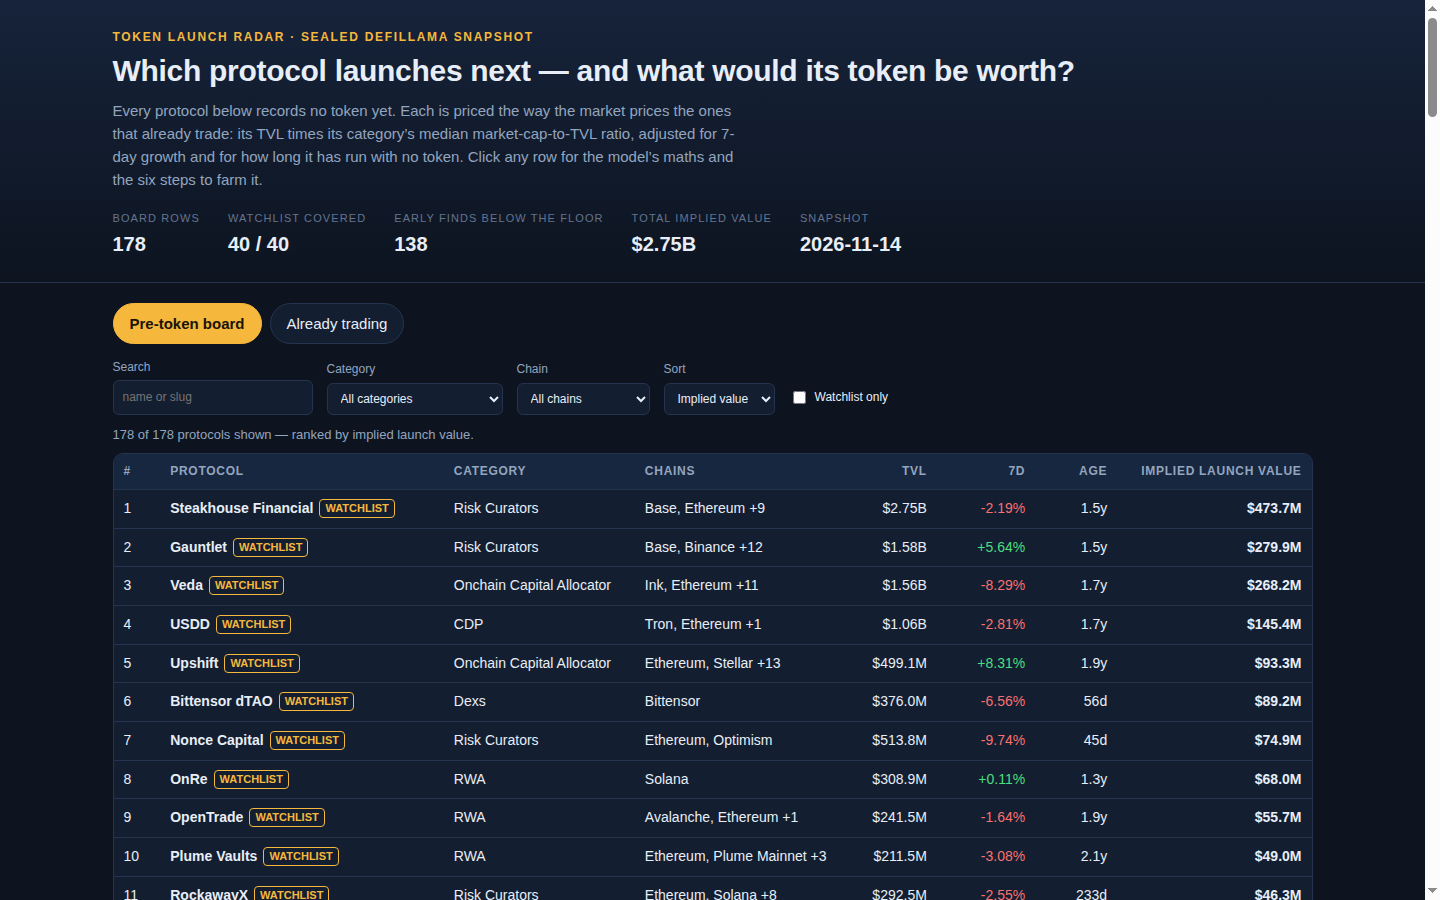 TOKEN LAUNCH RADAR · SEALED DEFILLAMA SNAPSHOT
Which protocol launches next — and what would its token be worth?
Every protocol below records no token yet. Each is priced the way the market prices the ones
that already trade: its TVL times its category’s median market-cap-to-TVL ratio, adjusted for 7-
day growth and for how long it has run with no token. Click any row for the model’s maths and
the six steps to farm it.
BOARD ROWS WATCHLIST COVERED EARLY FINDS BELOW THE FLOOR TOTAL IMPLIED VALUE SNAPSHOT
178 40 / 40 138 $2.75B 2026-11-14
Pre-token board Already trading
Search Category Chain Sort
name or slug All categories All chains Implied value Watchlist only
178 of 178 protocols shown — ranked by implied launch value.
# PROTOCOL CATEGORY CHAINS TVL 7D AGE IMPLIED LAUNCH VALUE
1 Steakhouse Financial WATCHLIST Risk Curators Base, Ethereum +9 $2.75B -2.19% 1.5y $473.7M
2 Gauntlet WATCHLIST Risk Curators Base, Binance +12 $1.58B +5.64% 1.5y $279.9M
3 Veda WATCHLIST Onchain Capital Allocator Ink, Ethereum +11 $1.56B -8.29% 1.7y $268.2M
4 USDD WATCHLIST CDP Tron, Ethereum +1 $1.06B -2.81% 1.7y $145.4M
5 Upshift WATCHLIST Onchain Capital Allocator Ethereum, Stellar +13 $499.1M +8.31% 1.9y $93.3M
6 Bittensor dTAO WATCHLIST Dexs Bittensor $376.0M -6.56% 56d $89.2M
7 Nonce Capital WATCHLIST Risk Curators Ethereum, Optimism $513.8M -9.74% 45d $74.9M
8 OnRe WATCHLIST RWA Solana $308.9M +0.11% 1.3y $68.0M
9 OpenTrade WATCHLIST RWA Avalanche, Ethereum +1 $241.5M -1.64% 1.9y $55.7M
10 Plume Vaults WATCHLIST RWA Ethereum, Plume Mainnet +3 $211.5M -3.08% 2.1y $49.0M
11 RockawayX WATCHLIST Risk Curators Ethereum, Solana +8 $292.5M -2.55% 233d $46.3M